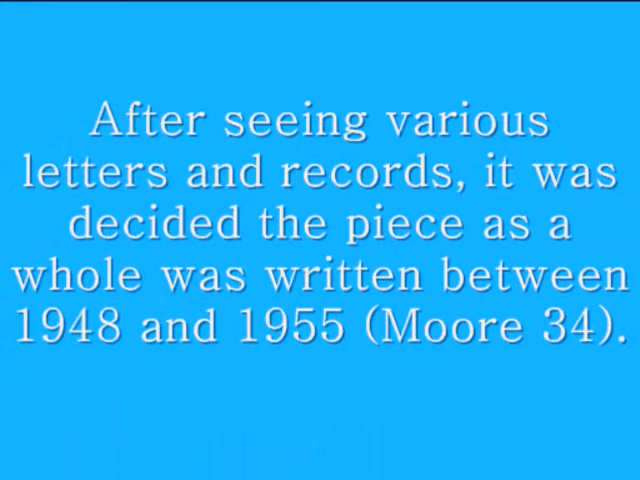 After seeing various
letters and records, it was
decided the piece as a
whole was written between
1948 and 1955 (Moore 34).